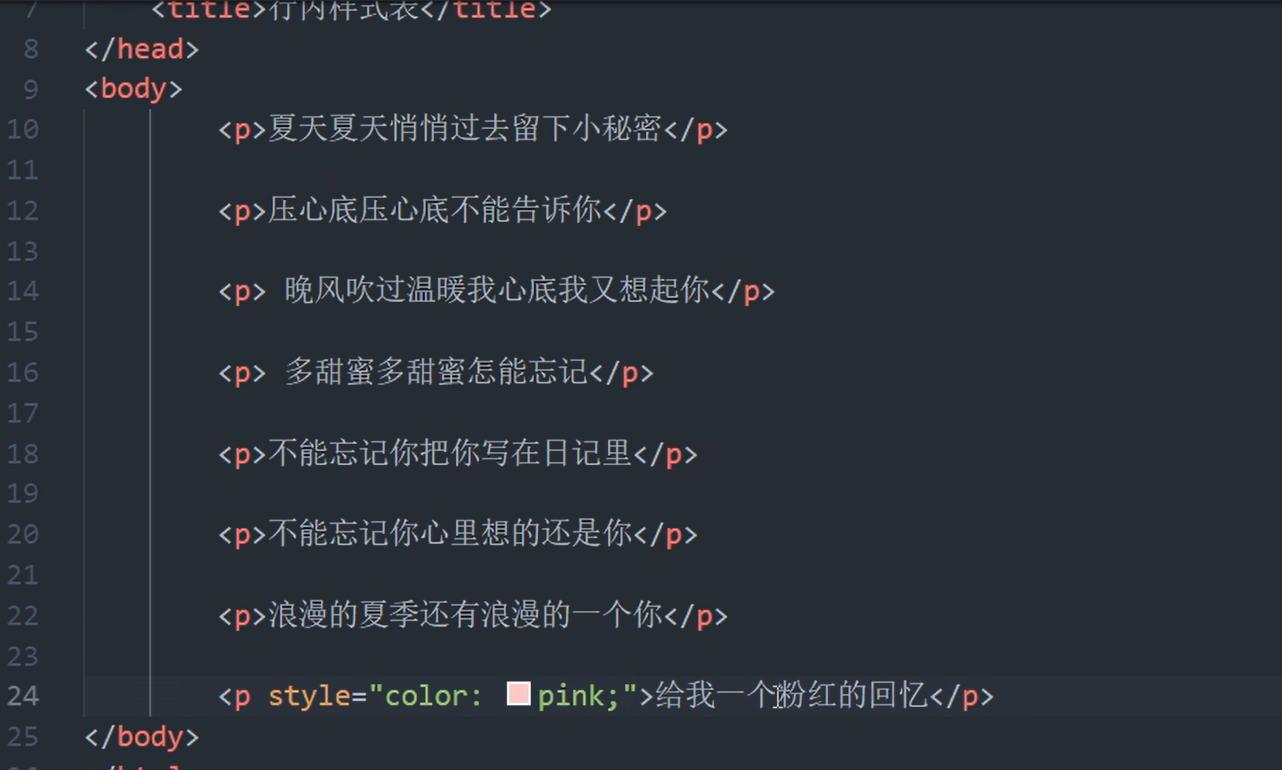 7 <title>行内样式表</title>
8 </head>
9 <body>
10 <p>夏天夏天悄悄过去留下小秘密</p>
11
12 <p>压心底压心底不能告诉你</p>
13
14 <p> 晚风吹过温暖我心底我又想起你</p>
15
16 <p> 多甜蜜多甜蜜怎能忘记</p>
17
18 <p>不能忘记你把你写在日记里</p>
19
20 <p>不能忘记你心里想的还是你</p>
21
22 <p>浪漫的夏季还有浪漫的一个你</p>
23
24 <p style="color: pink;">给我一个粉红的回忆</p>
25 </body>